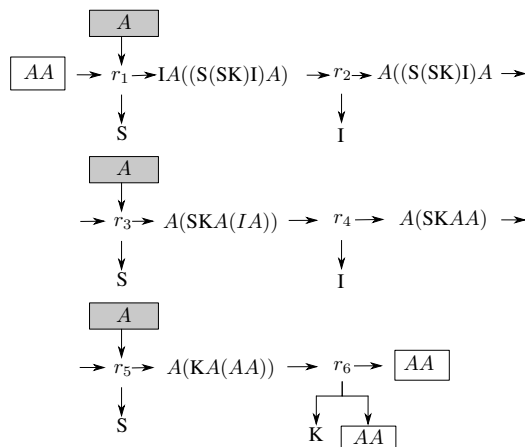 A
AA r1 IA((S(SK)I)A) r2 A((S(SK)I)A
S I
A
r3 A(SKA(IA)) r4 A(SKAA)
S I
A
r5 A(KA(AA)) r6 AA
S K AA